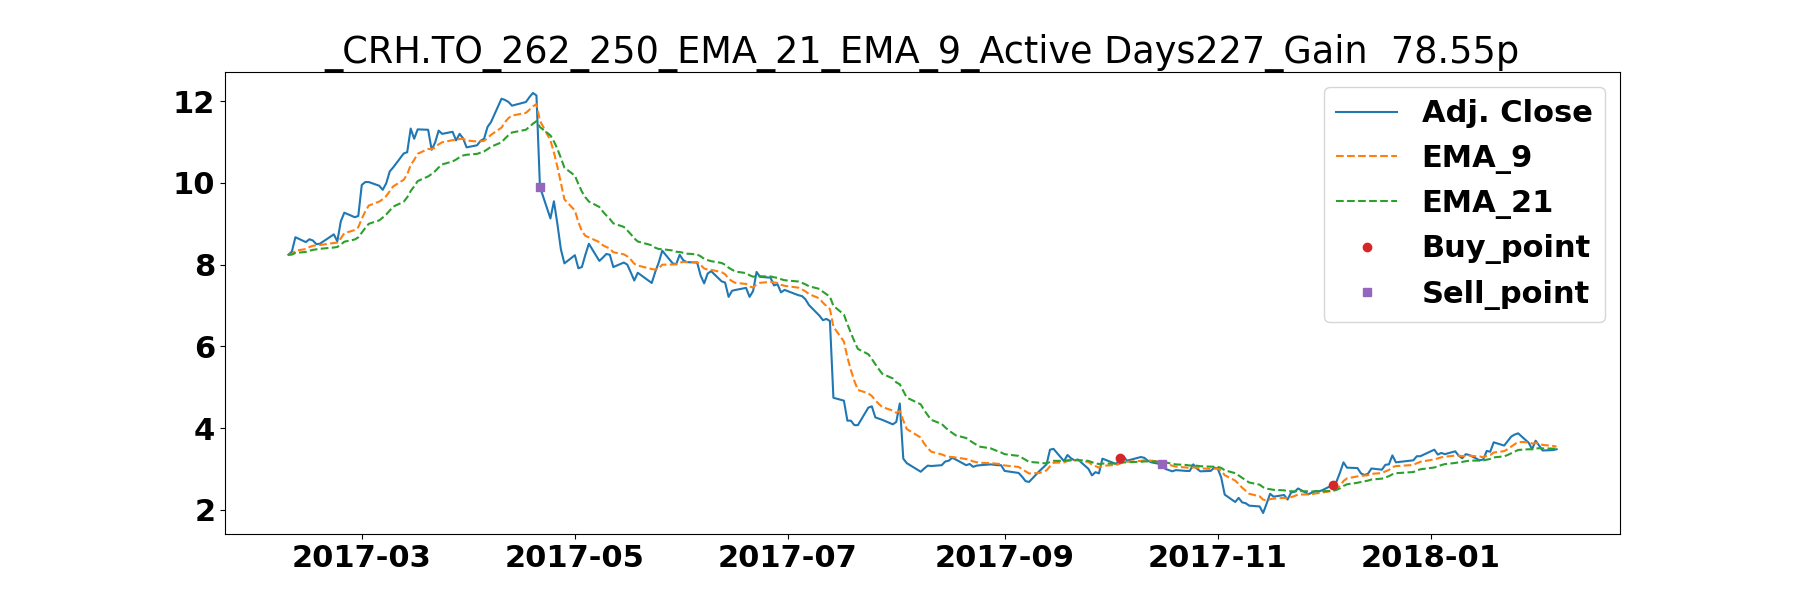 _CRH.TO_262_250_EMA_21_EMA_9_Active Days227_Gain  78.55p
12
10
8
6
4
2
Adj. Close
EMA_9
EMA_21
Buy_point
Sell_point
2017-03
2017-05
2017-07
2017-09
2017-11
2018-01